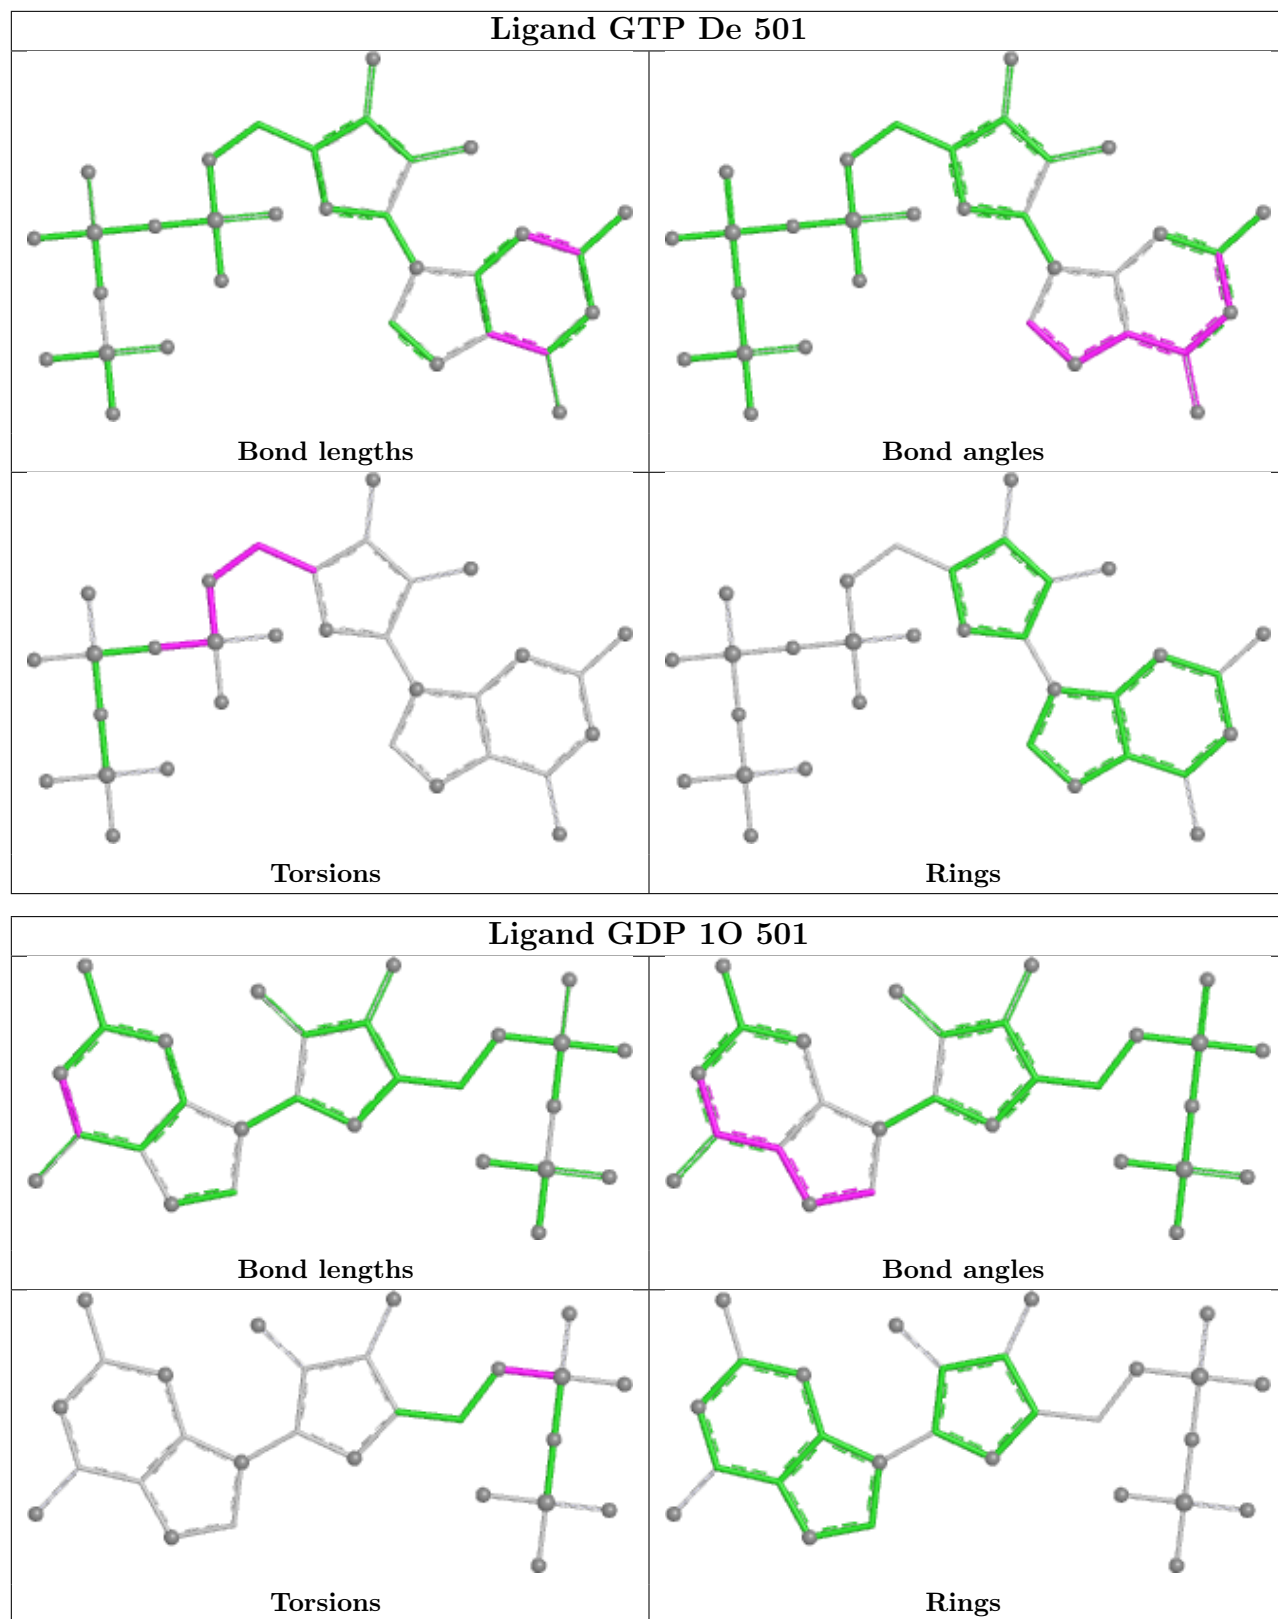 Ligand GTP De 501
Bond lengths
Bond angles
Torsions
Rings
Ligand GDP 1O 501
Bond lengths
Bond angles
Torsions
Rings